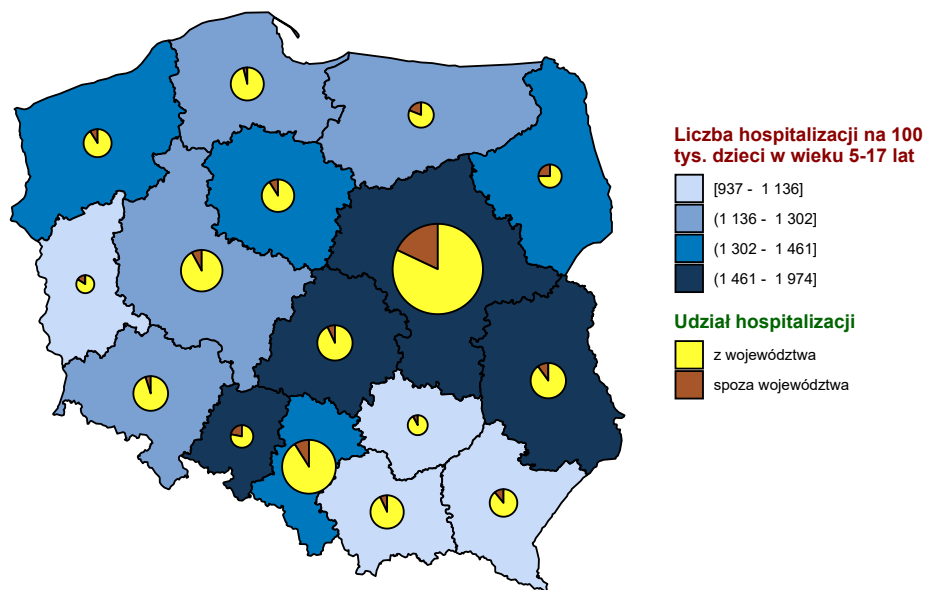 Liczba hospitalizacji na 100
tys. dzieci w wieku 5-17 lat
[937 - 1 136]
(1 136 - 1 302]
(1 302 - 1 461]
(1 461 - 1 974]
Udział hospitalizacji
z województwa
spoza województwa